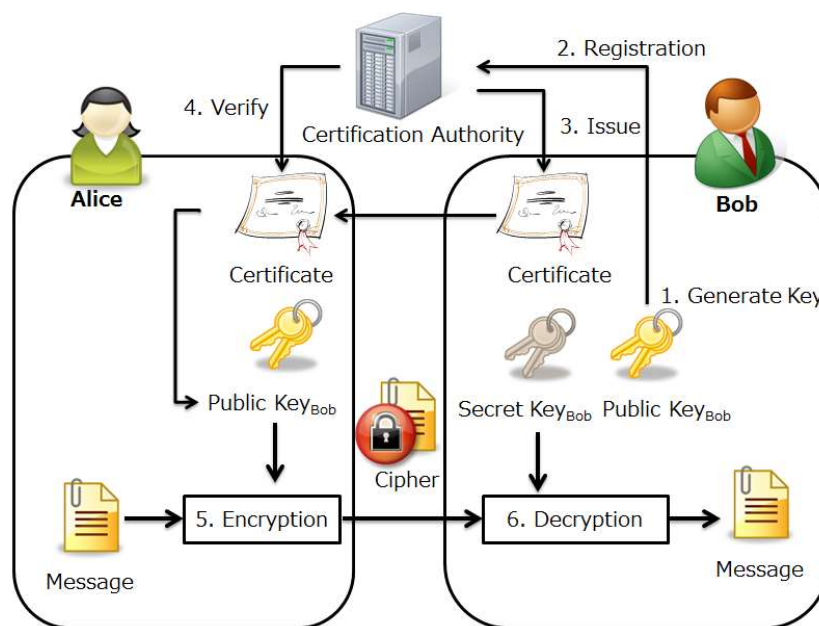 2. Registration
4. Verify
Certification Authority
3. Issue
Alice
Bob
Certificate
Certificate
1. Generate Key
Public KeyBob
Secret KeyBob
Public KeyBob
Cipher
5. Encryption
6. Decryption
Message
Message